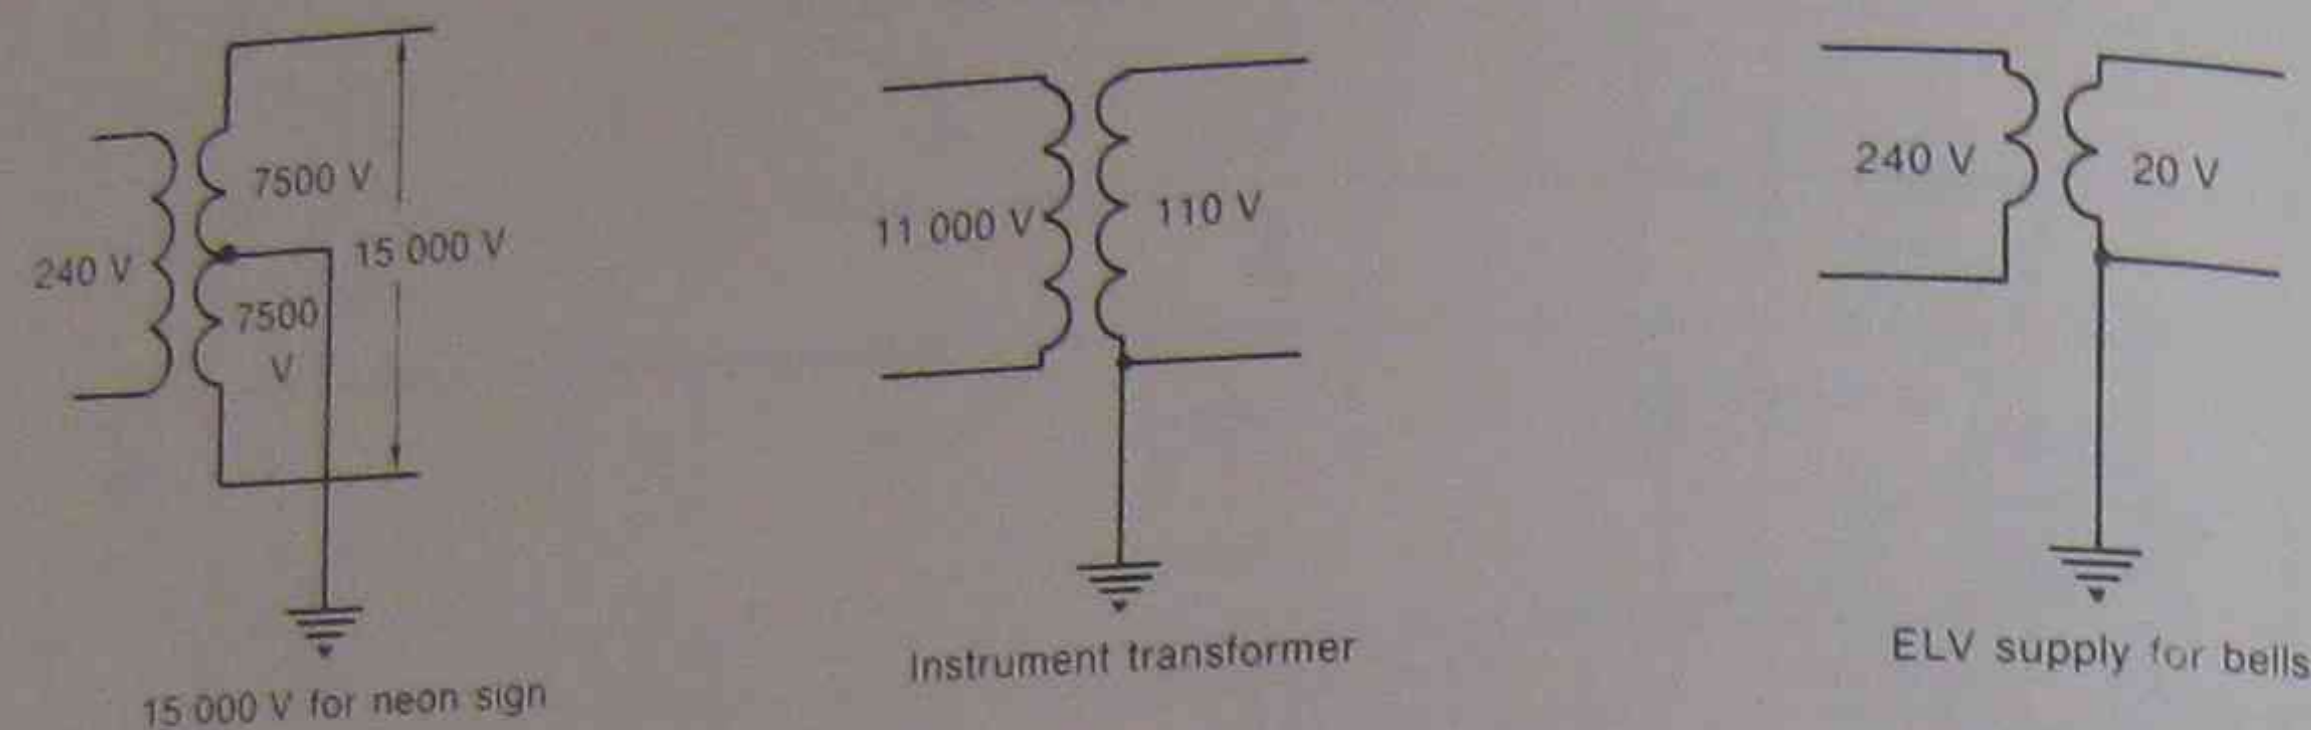 240 V
7500 V
15 000 V
7500
V
15 000 V for neon sign
11 000 V
110 V
Instrument transformer
240 V
20 V
ELV supply for bells